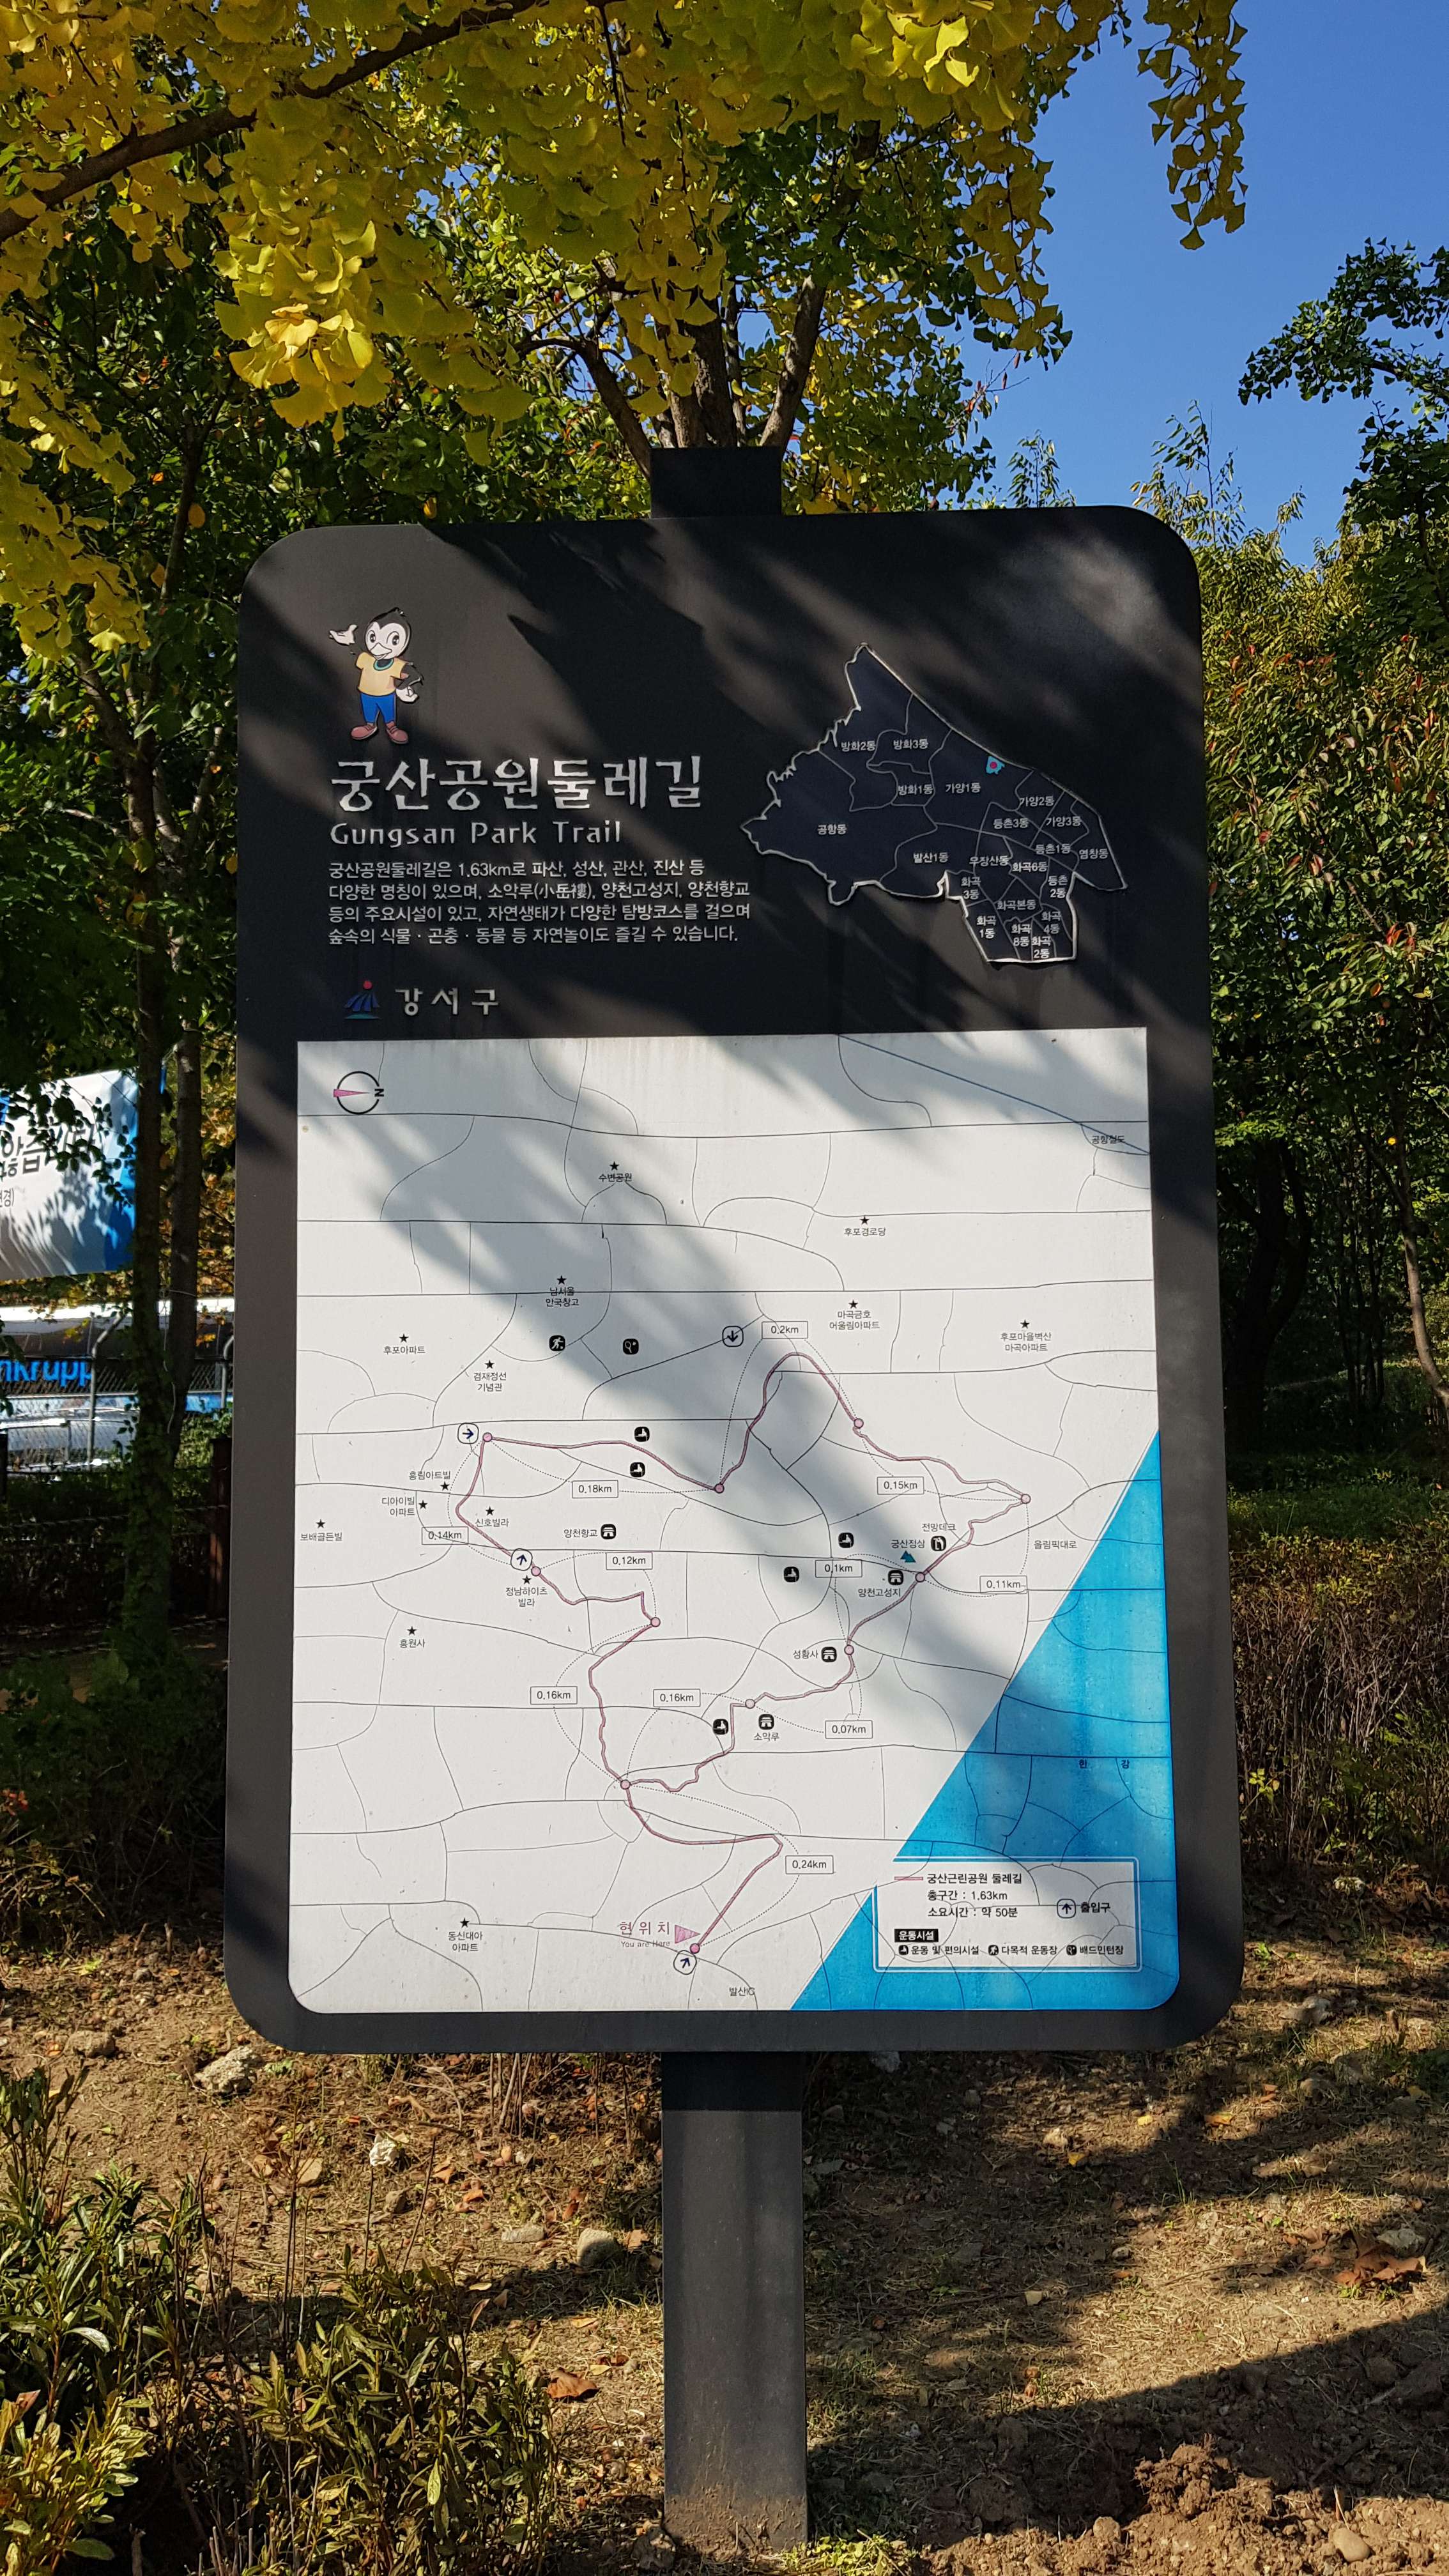 궁산공원둘레길
Gungsan Park Trail
궁산공원둘레길은 1.63km로 파산, 성산, 관산, 진산 등
다양한 명칭이 있으며, 소악루(小岳樓), 양천고성지, 양천향교
등의 주요시설이 있고, 자연생태가 다양한 탐방코스를 걸으며
숲속의 식물 · 곤충 · 동물 등 자연놀이도 즐길 수 있습니다.
강서구
방화2동
방화3동
방화1동
가양1동
가양2동
공항동
등촌3동
가양3동
발산1동
우장산동
등촌1동
염창동
화곡6동
화곡
3동
등촌
2동
화곡본동
화곡
1동
화곡
4동
화곡
8동
화곡
2동
N
공항철도
수변공원
후포경로당
남서울
안국창고
마곡금호
어울림아파트
0.2km
후포마을벽산
마곡아파트
후포아파트
겸재정선
기념관
흥림아트빌
디아이빌
아파트
0.18km
0.15km
보배골든빌
신호빌라
0.14km
양천향교
전망데크
궁산정상
올림픽대로
0.12km
0.1km
양천고성지
0.11km
정남하이츠
빌라
흥원사
성황사
0.16km
0.16km
소악루
0.07km
한 강
0.24km
현위치
You are Here
동신대아
아파트
발산IC
궁산근린공원 둘레길
총구간 : 1.63km
소요시간 : 약 50분
출입구
운동시설
운동 및 편의시설
다목적 운동장
배드민턴장
nkrupp